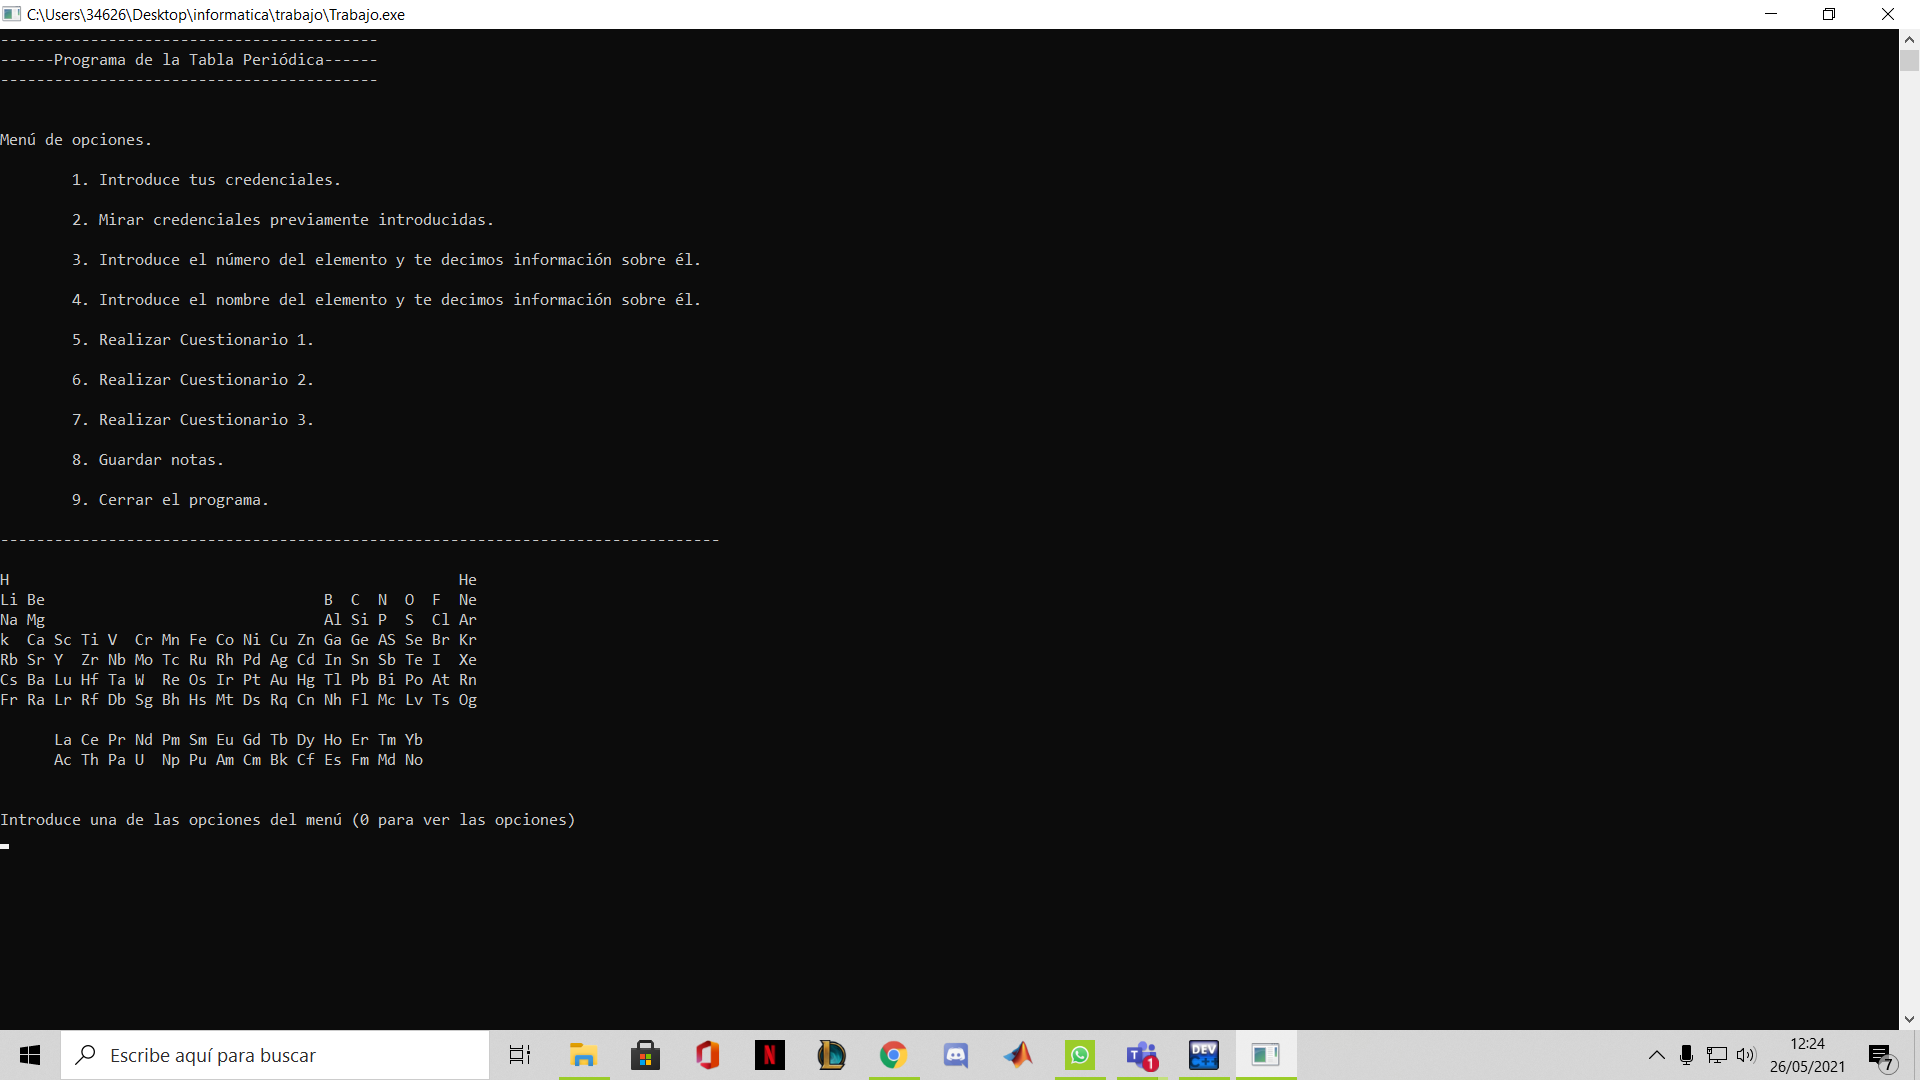 C:\Users\34626\Desktop\informatica\trabajo\Trabajo.exe
------------------------------------------
------Programa de la Tabla Periódica------
------------------------------------------
Menú de opciones.
1. Introduce tus credenciales.
2. Mirar credenciales previamente introducidas.
3. Introduce el número del elemento y te decimos información sobre él.
4. Introduce el nombre del elemento y te decimos información sobre él.
5. Realizar Cuestionario 1.
6. Realizar Cuestionario 2.
7. Realizar Cuestionario 3.
8. Guardar notas.
9. Cerrar el programa.
--------------------------------------------------------------------------------
H He
Li Be B C N O F Ne
Na Mg Al Si P S Cl Ar
k Ca Sc Ti V Cr Mn Fe Co Ni Cu Zn Ga Ge AS Se Br Kr
Rb Sr Y Zr Nb Mo Tc Ru Rh Pd Ag Cd In Sn Sb Te I Xe
Cs Ba Lu Hf Ta W Re Os Ir Pt Au Hg Tl Pb Bi Po At Rn
Fr Ra Lr Rf Db Sg Bh Hs Mt Ds Rq Cn Nh Fl Mc Lv Ts Og
La Ce Pr Nd Pm Sm Eu Gd Tb Dy Ho Er Tm Yb
Ac Th Pa U Np Pu Am Cm Bk Cf Es Fm Md No
Introduce una de las opciones del menú (0 para ver las opciones)
Escribe aquí para buscar
N
T
1
DEV
C++
12:24
26/05/2021
7